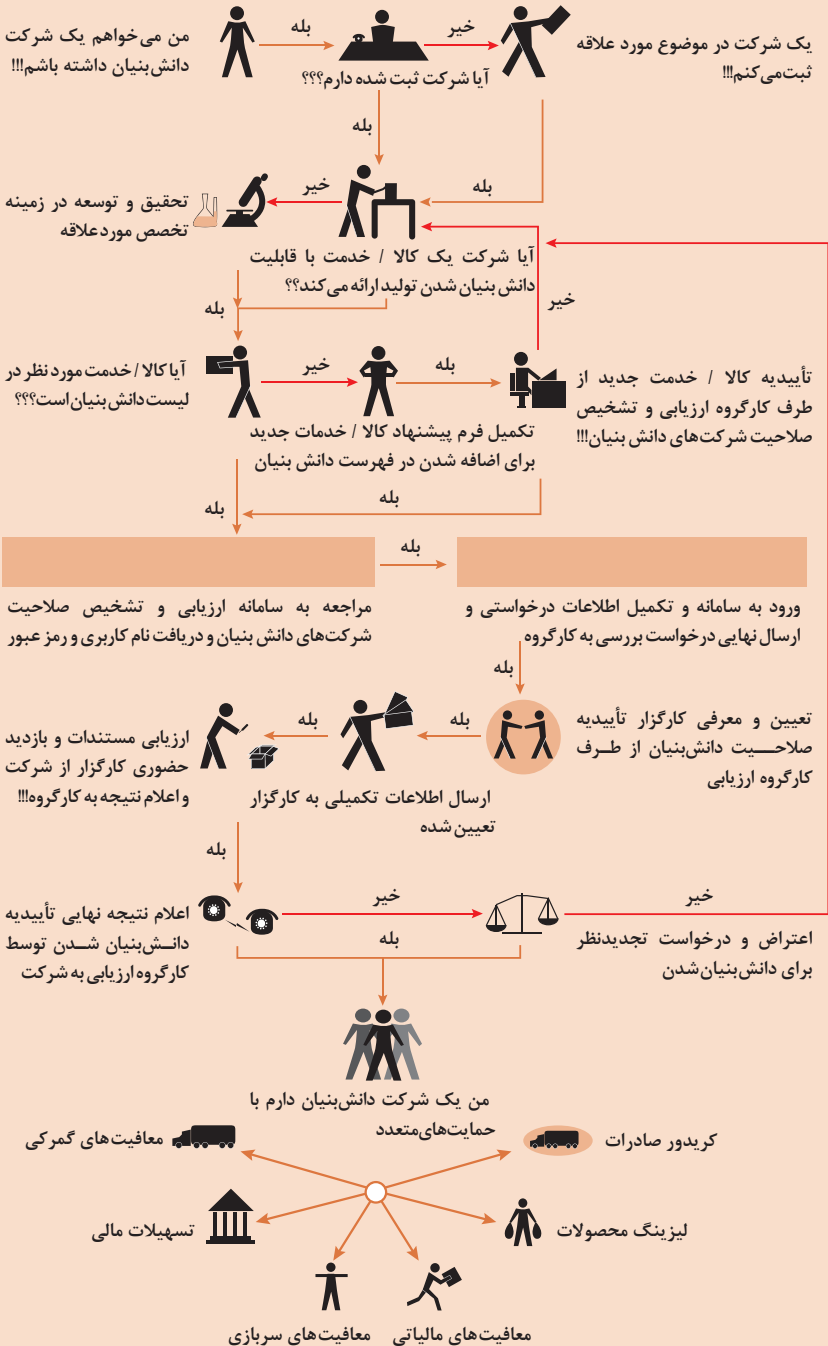 من می‌خواهم یک شرکت
دانش‌بنیان داشته باشم!!!
بله
آیا شرکت ثبت شده دارم؟؟؟
خیر
یک شرکت در موضوع مورد علاقه
ثبت‌می‌کنم!!!
بله
بله
خیر
تحقیق و توسعه در زمینه
تخصص مورد علاقه
آیا شرکت یک کالا / خدمت با قابلیت
دانش‌بنیان شدن تولید ارائه می‌کند؟؟
خیر
بله
آیا کالا / خدمت مورد نظر در
لیست دانش بنیان است؟؟؟
خیر
تکمیل فرم پیشنهاد کالا / خدمات جدید
برای اضافه شدن در فهرست دانش بنیان
بله
تأییدیه کالا / خدمت جدید از
طرف کارگروه ارزیابی و تشخیص
صلاحیت شرکت‌های دانش بنیان!!!
بله
بله
بله
مراجعه به سامانه ارزیابی و تشخیص صلاحیت
شرکت‌های دانش بنیان و دریافت نام کاربری و رمز عبور
ورود به سامانه و تکمیل اطلاعات درخواستی و
ارسال نهایی درخواست بررسی به کارگروه
بله
تعیین و معرفی کارگزار تأییدیه
صلاحیت دانش‌بنیان از طرف
کارگروه ارزیابی
بله
ارسال اطلاعات تکمیلی به کارگزار
تعیین شده
بله
ارزیابی مستندات و بازدید
حضوری کارگزار از شرکت
و اعلام نتیجه به کارگروه!!!
بله
اعلام نتیجه نهایی تأییدیه
دانش‌بنیان شدن توسط
کارگروه ارزیابی به شرکت
خیر
بله
خیر
اعتراض و درخواست تجدیدنظر
برای دانش‌بنیان‌شدن
من یک شرکت دانش‌بنیان دارم با
حمایت‌های‌متعدد
کریدور صادرات
معافیت‌های گمرکی
لیزینگ محصولات
تسهیلات مالی
معافیت‌های مالیاتی
معافیت‌های سربازی